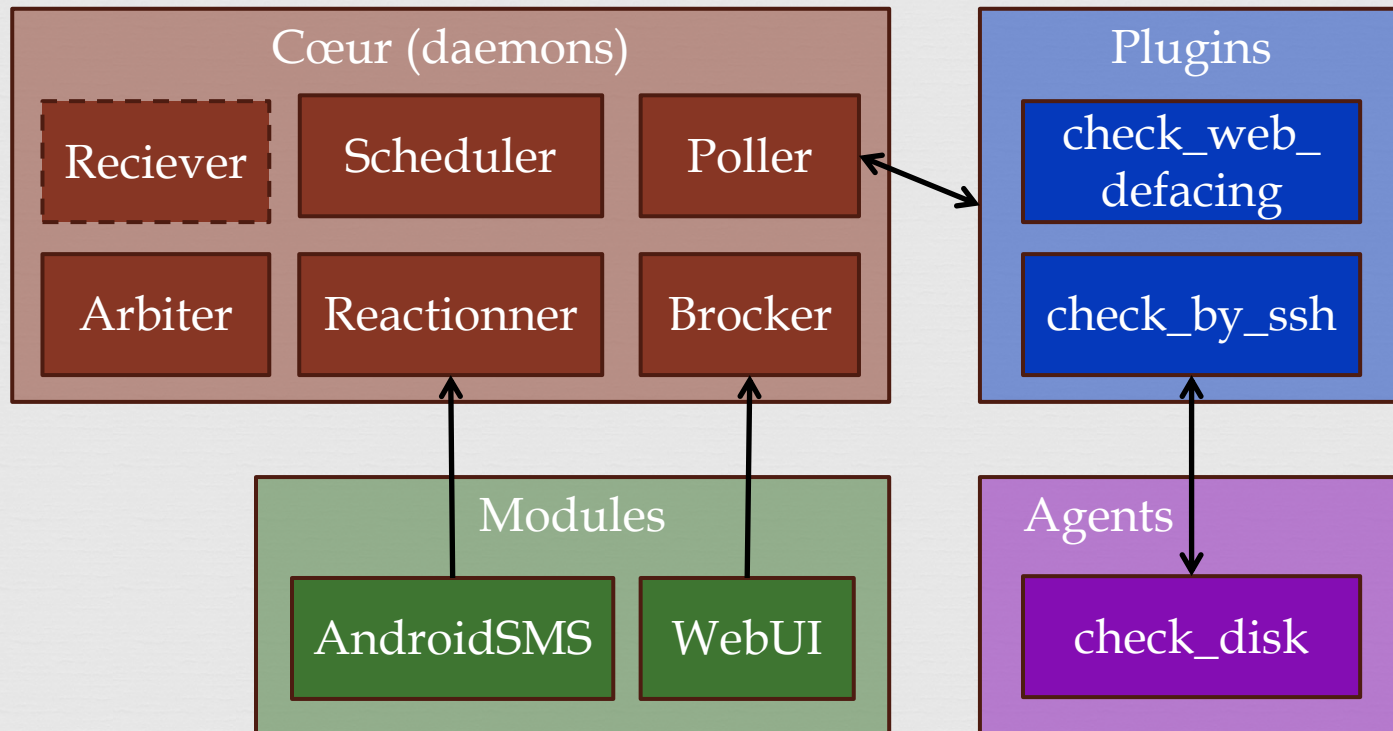 Cœur (daemons)
Reciever
Scheduler
Poller
Arbiter
Reactionner
Brocker
Plugins
check_web_
defacing
check_by_ssh
Modules
AndroidSMS
WebUI
Agents
check_disk